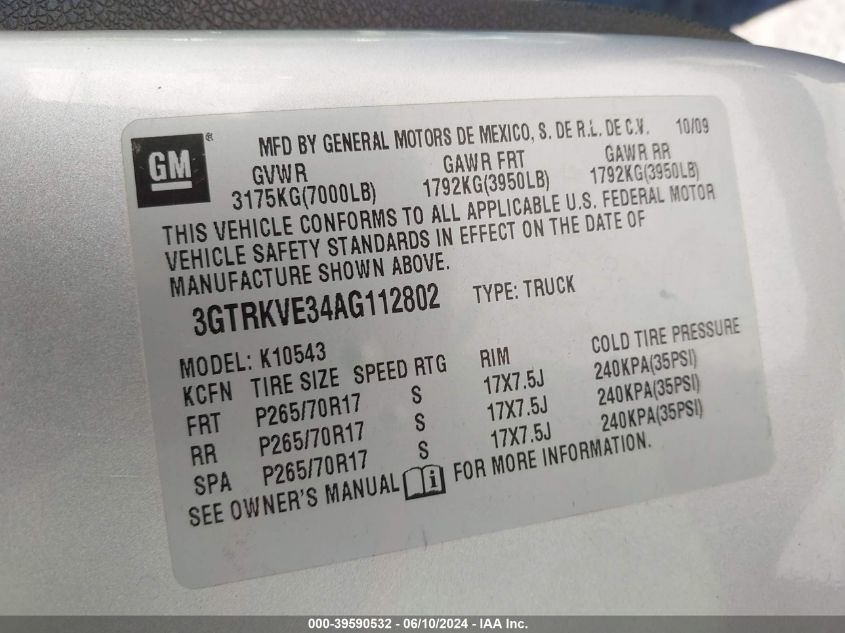 GM ® MFD BY GENERAL MOTORS DE MEXICO, S. DE R.L. DE C.V. 10/09
GVWR GAWR FRT GAWR RR
3175KG(7000LB) 1792KG(3950LB) 1792KG(3950LB)
THIS VEHICLE CONFORMS TO ALL APPLICABLE U.S. FEDERAL MOTOR
VEHICLE SAFETY STANDARDS IN EFFECT ON THE DATE OF
MANUFACTURE SHOWN ABOVE.
3GTRKVE34AG112802 TYPE: TRUCK
MODEL: K10543
KCFN TIRE SIZE SPEED RTG RIM COLD TIRE PRESSURE
FRT P265/70R17 S 17X7.5J 240KPA(35PSI)
RR P265/70R17 S 17X7.5J 240KPA(35PSI)
SPA P265/70R17 S 17X7.5J 240KPA(35PSI)
SEE OWNER'S MANUAL i FOR MORE INFORMATION.
000-39590532 - 06/10/2024 - IAA Inc.